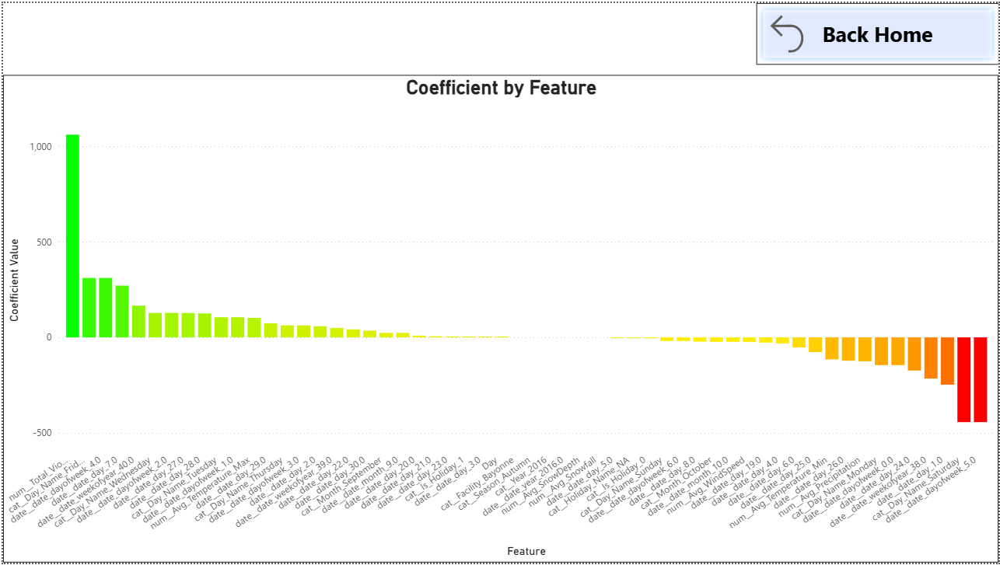 Back Home
Coefficient by Feature
Coefficient Value
1,000
500
0
-500
num__Total_Vio...
cat__Day_Name_Frid...
date__date_dayofweek_4.0
date__date_day_7.0
date__date_weekofyear_40.0
cat__Day_Name_Wednesday
date__date_dayofweek_2.0
date__date_day_27.0
date__date_day_28.0
cat__Day_Name_Tuesday
date__date_dayofweek_1.0
num__Avg_Temperature_Max
date__date_day_29.0
cat__Day_Name_Thursday
date__date_dayofweek_3.0
date__date_day_2.0
date__date_weekofyear_39.0
date__date_day_22.0
date__date_day_30.0
cat__Month_September
date__date_month_9.0
date__date_day_20.0
date__date_day_21.0
date__date_day_23.0
cat__Is_Holiday_1
date__date_day_3.0
Day
cat__Facility_Bayonne
cat__Season_Autumn
cat__Year_2016
date__date_year_2016.0
num__Avg_SnowDepth
num__Avg_Snowfall
date__date_day_5.0
cat__Holiday_Name_NA
cat__Is_Holiday_0
cat__Day_Name_Sunday
date__date_dayofweek_6.0
date__date_day_8.0
cat__Month_October
date__date_month_10.0
num__Avg_WindSpeed
date__date_day_19.0
date__date_day_4.0
date__date_day_6.0
date__date_day_25.0
num__Avg_Temperature_Min
date__date_day_26.0
num__Avg_Precipitation
cat__Day_Name_Monday
date__date_dayofweek_0.0
date__date_day_24.0
date__date_weekofyear_38.0
date__date_day_1.0
cat__Day_Name_Saturday
date__date_dayofweek_5.0
Feature